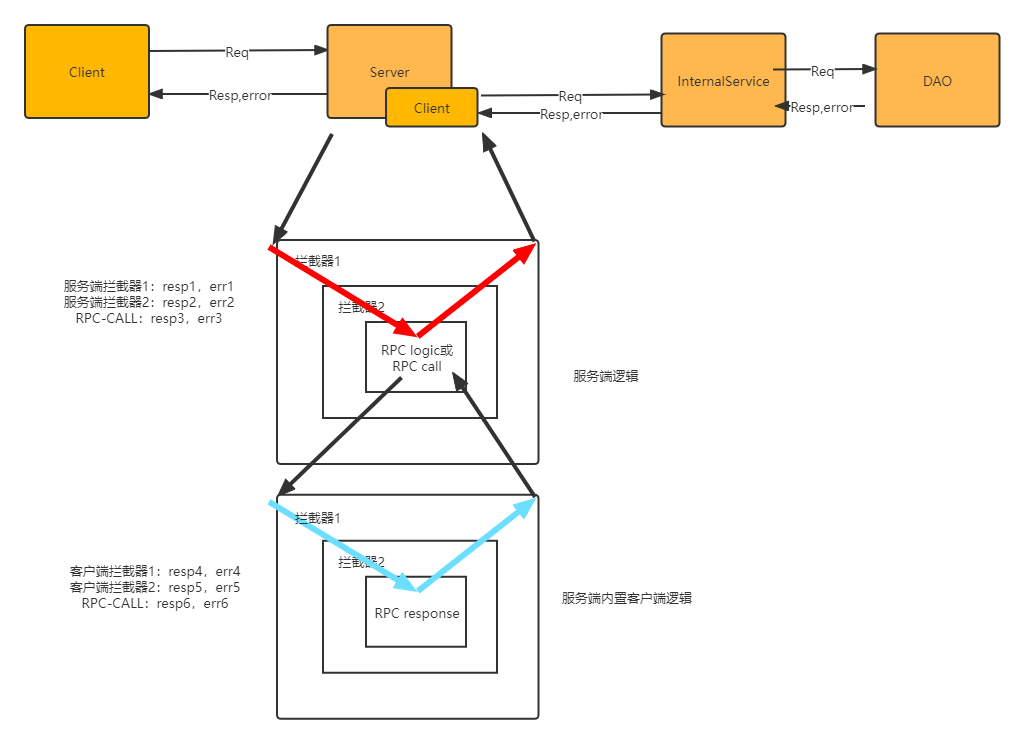 Client
Req
Resp,error
Server
Client
Req
Resp,error
InternalService
Req
Resp,error
DAO
拦截器1
拦截器2
RPC logic或
RPC call
服务端拦截器1：resp1，err1
服务端拦截器2：resp2，err2
RPC-CALL：resp3，err3
服务端逻辑
拦截器1
拦截器2
RPC response
客户端拦截器1：resp4，err4
客户端拦截器2：resp5，err5
RPC-CALL：resp6，err6
服务端内置客户端逻辑